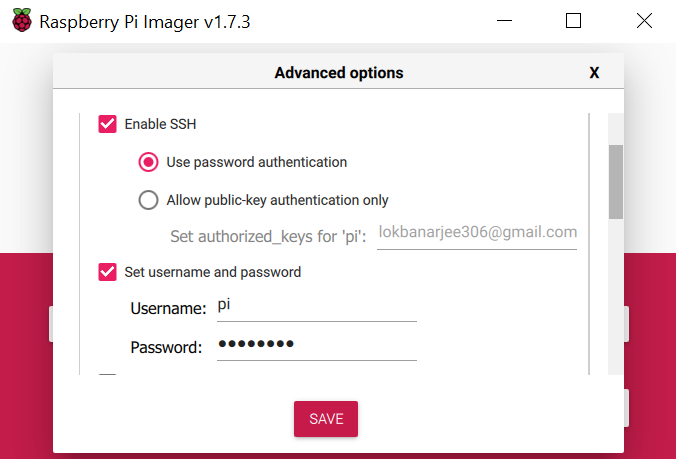 Raspberry Pi Imager v1.7.3
Advanced options X
Enable SSH
Use password authentication
Allow public-key authentication only
Set authorized_keys for 'pi': lokbanarjee306@gmail.com
Set username and password
Username: pi
Password: ●●●●●●●●
SAVE